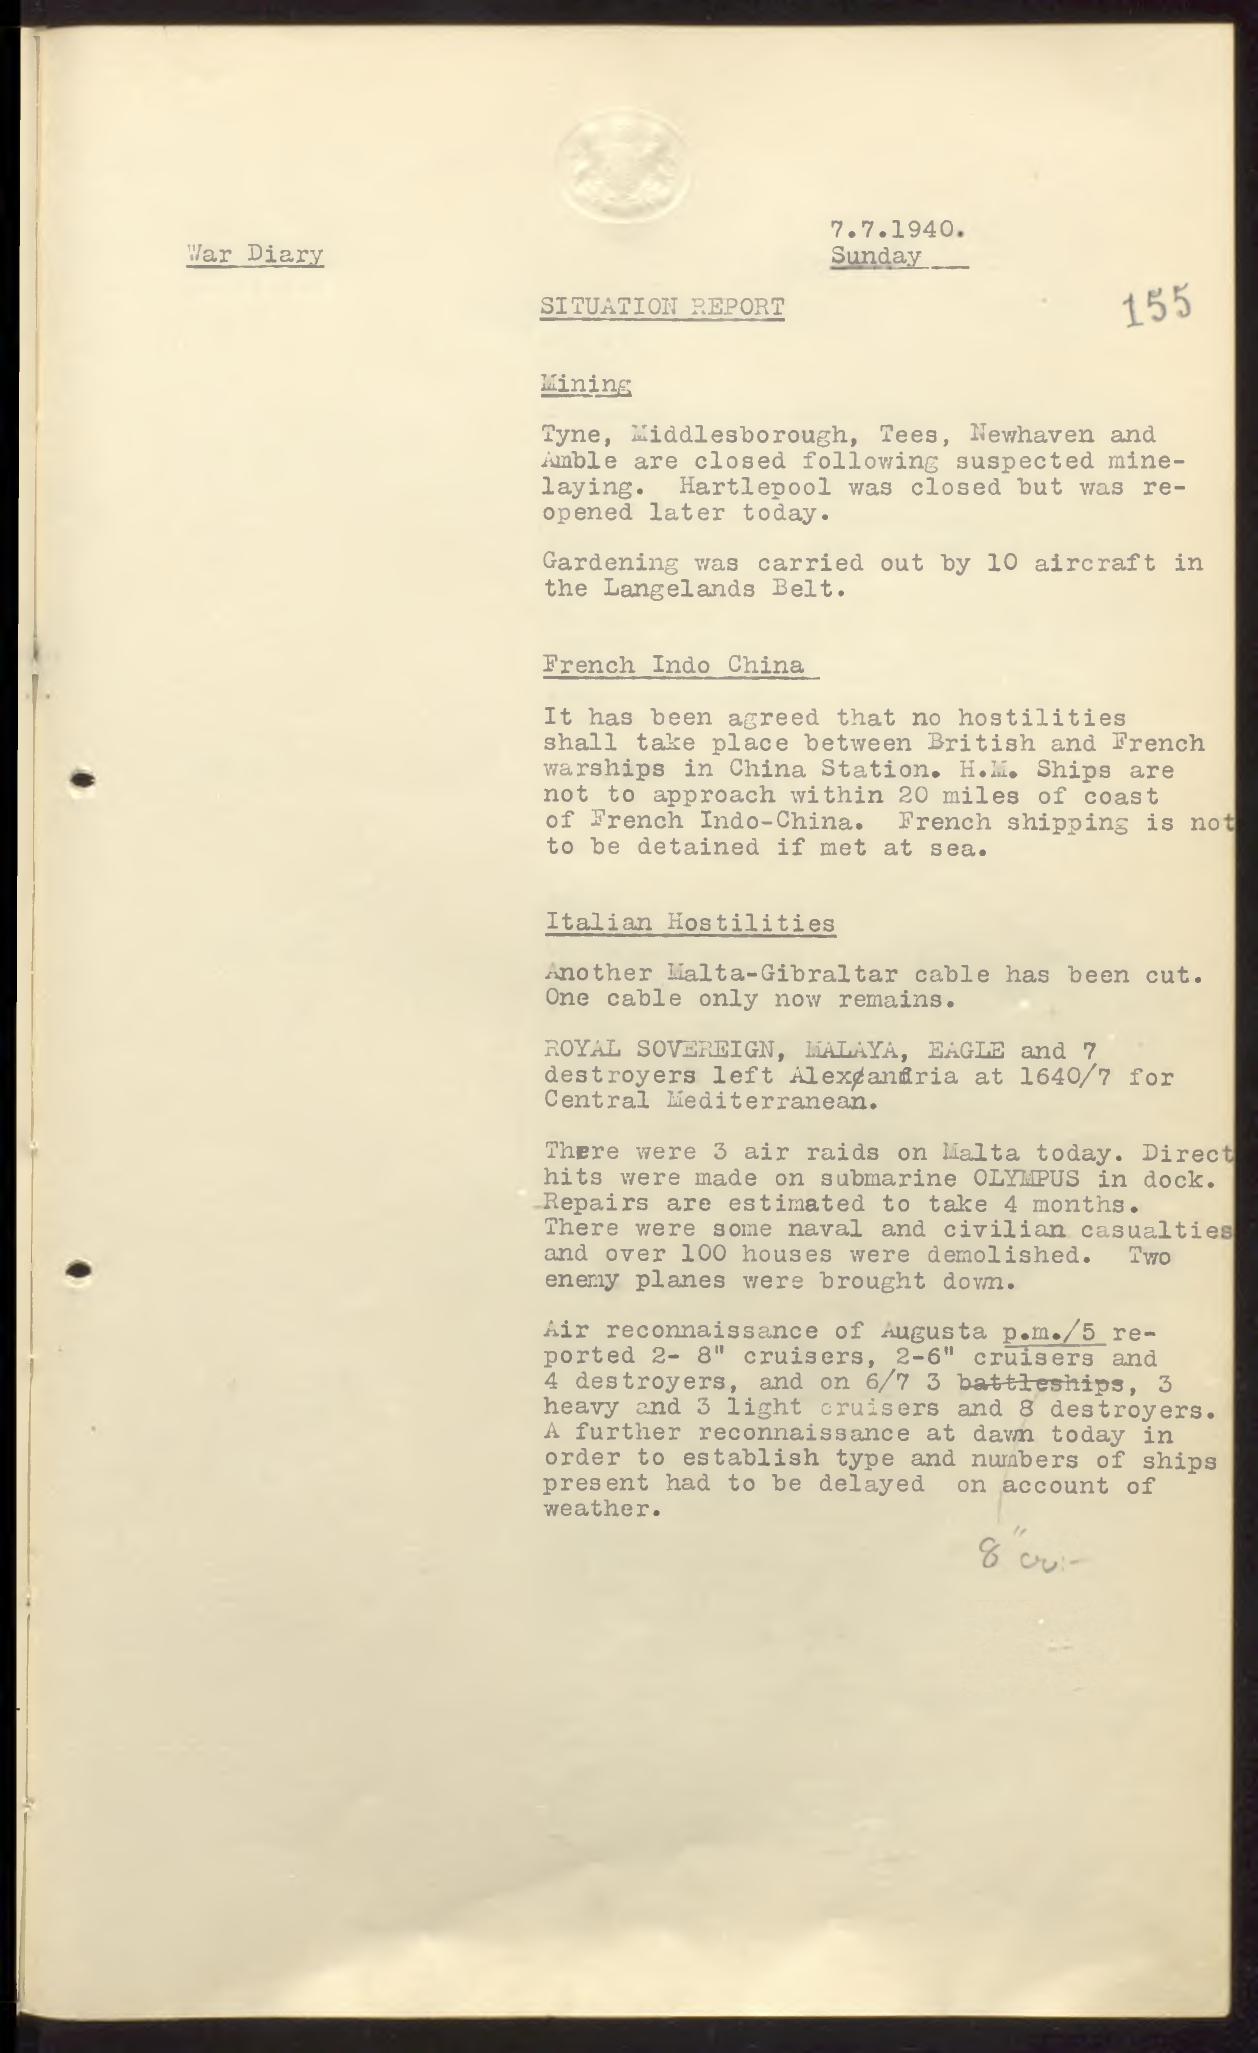 7.7.1940.
War Diary
Sunday
SITUATION REPORT
155
Mining
Tyne, Middlesborough, Tees, Newhaven and
Amble are closed following suspected mine-
laying. Hartlepool was closed but was re-
opened later today.
Gardening was carried out by 10 aircraft in
the Langelands Belt.
French Indo China
It has been agreed that no hostilities
shall take place between British and French
warships in China Station. H.M. Ships are
not to approach within 20 miles of coast
of French Indo-China. French shipping is not
to be detained if met at sea.
Italian Hostilities
Another Malta-Gibraltar cable has been cut.
One cable only now remains.
ROYAL SOVEREIGN, MALAYA, EAGLE and 7
destroyers left Alexandria at 1640/7 for
Central Mediterranean.
There were 3 air raids on Malta today. Direct
hits were made on submarine OLYMPUS in dock.
Repairs are estimated to take 4 months.
There were some naval and civilian casualties
and over 100 houses were demolished. Two
enemy planes were brought down.
Air reconnaissance of Augusta p.m./5 re-
ported 2- 8" cruisers, 2-6" cruisers and
4 destroyers, and on 6/7 3 battleships, 3
heavy and 3 light cruisers and 8 destroyers.
A further reconnaissance at dawn today in
order to establish type and numbers of ships
present had to be delayed on account of
weather.
8" cr:-